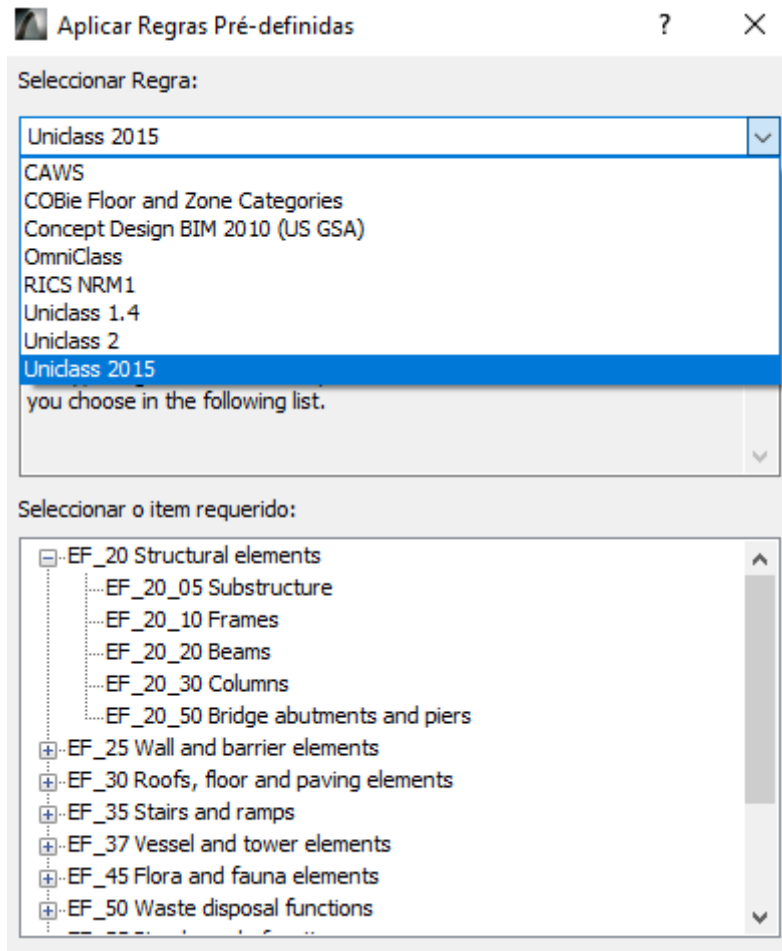 Aplicar Regras Pré-definidas
?
Seleccionar Regra:
Uniclass 2015
CAWS
COBie Floor and Zone Categories
Concept Design BIM 2010 (US GSA)
OmniClass
RICS NRM1
Uniclass 1.4
Uniclass 2
Uniclass 2015
you choose in the following list.
Seleccionar o item requerido:
EF_20 Structural elements
EF_20_05 Substructure
EF_20_10 Frames
EF_20_20 Beams
EF_20_30 Columns
EF_20_50 Bridge abutments and piers
EF_25 Wall and barrier elements
EF_30 Roofs, floor and paving elements
EF_35 Stairs and ramps
EF_37 Vessel and tower elements
EF_45 Flora and fauna elements
EF_50 Waste disposal functions